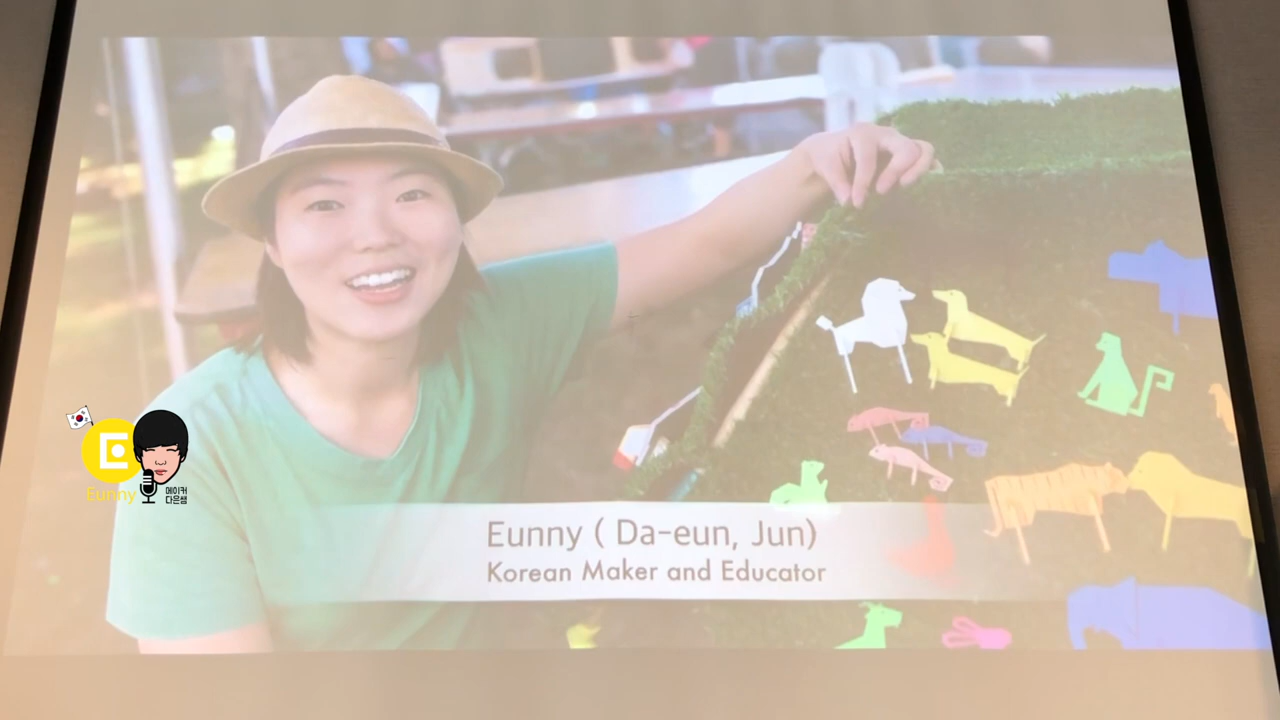 Eunny
메이커
다은쌤
Eunny ( Da-eun, Jun)
Korean Maker and Educator